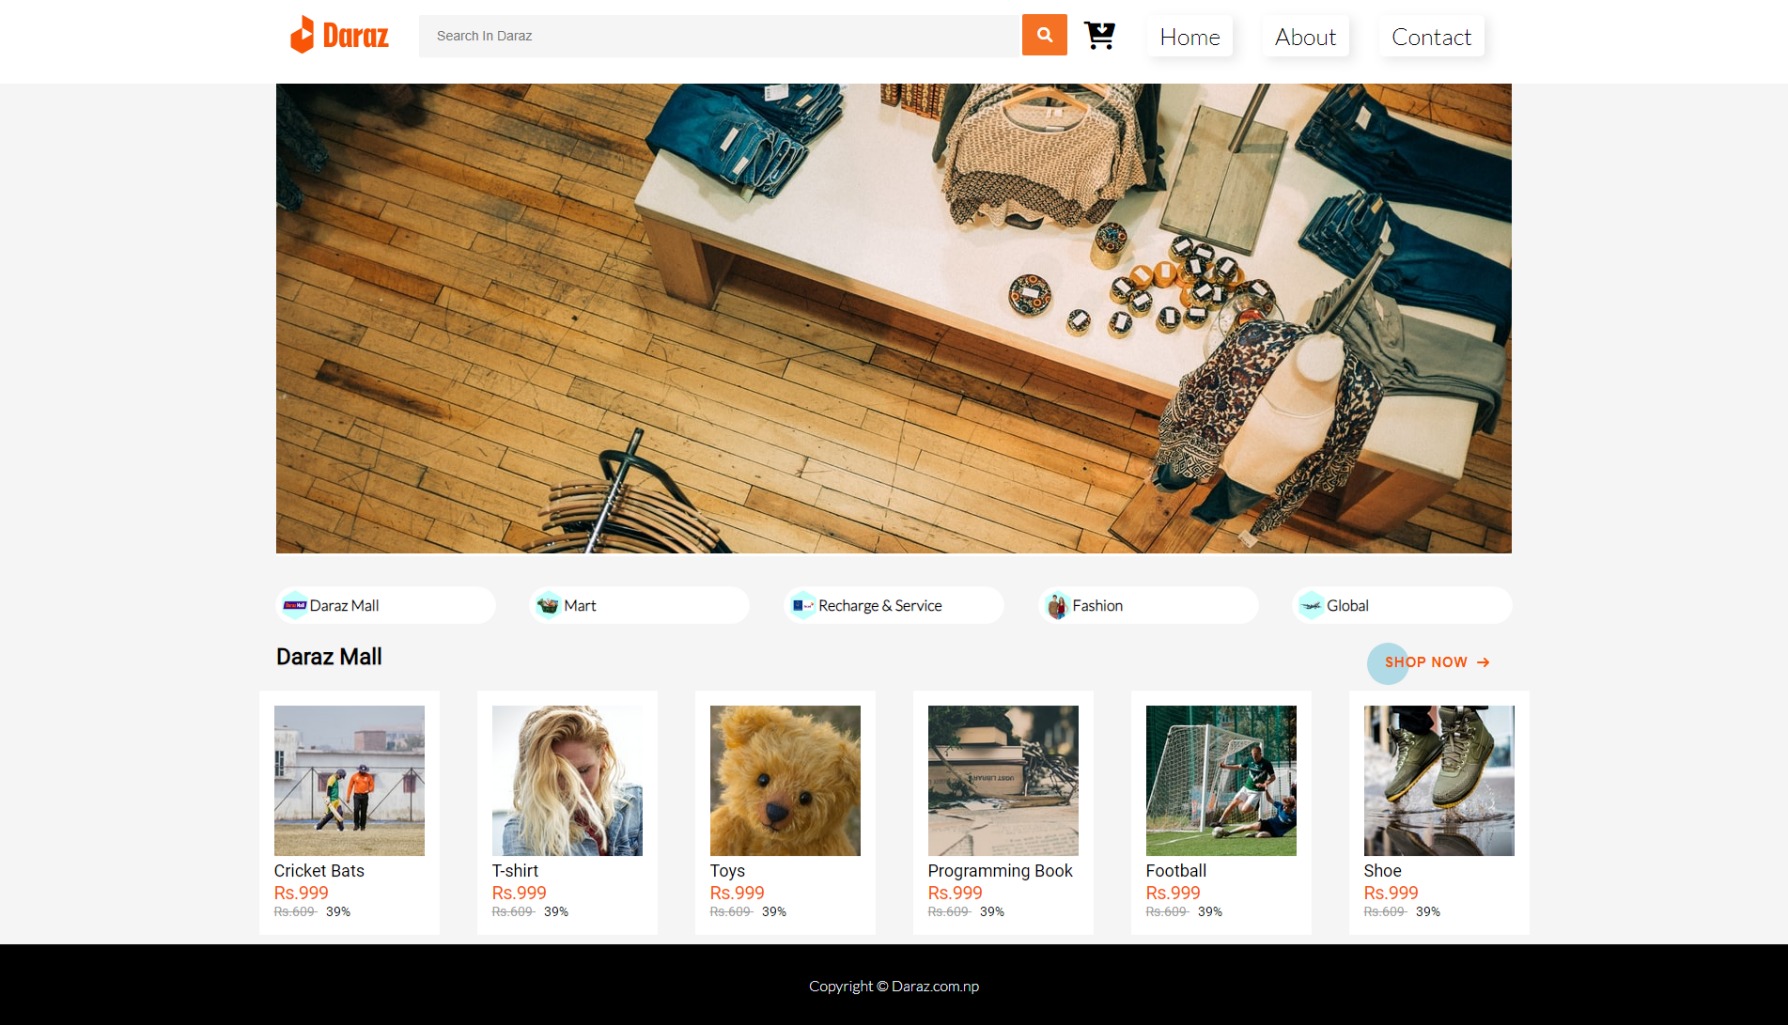 Daraz
Search In Daraz
Home
About
Contact
Daraz Mall
Mart
Recharge & Service
Fashion
Global
Daraz Mall
SHOP NOW →
Cricket Bats
Rs.999
Rs.609- 39%
T-shirt
Rs.999
Rs.609- 39%
Toys
Rs.999
Rs.609- 39%
Programming Book
Rs.999
Rs.609- 39%
Football
Rs.999
Rs.609- 39%
Shoe
Rs.999
Rs.609- 39%
Copyright © Daraz.com.np